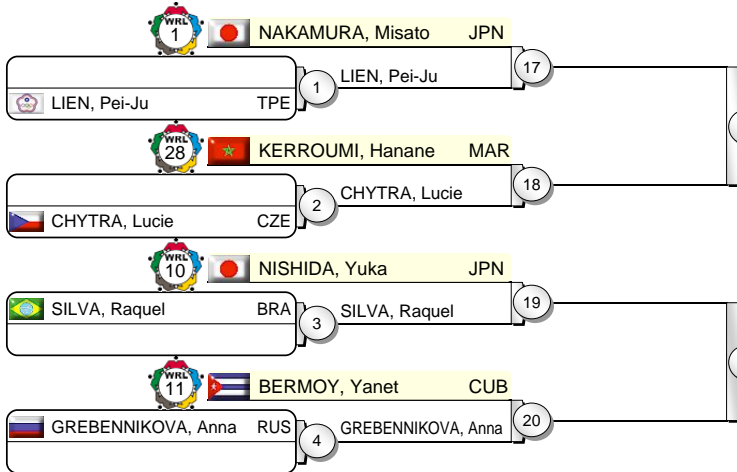 WRL 1 NAKAMURA, Misato JPN
17
LIEN, Pei-Ju
1
LIEN, Pei-Ju TPE
WRL 28 KERROUMI, Hanane MAR
18
CHYTRA, Lucie
2
CHYTRA, Lucie CZE
WRL 10 NISHIDA, Yuka JPN
19
SILVA, Raquel BRA
3
SILVA, Raquel
WRL 11 BERMOY, Yanet CUB
20
GREBENNIKOVA, Anna RUS
4
GREBENNIKOVA, Anna